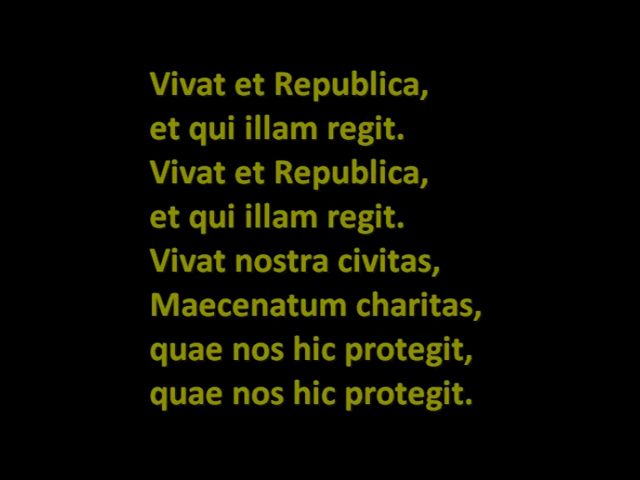 Vivat et Republica,
et qui illam regit.
Vivat et Republica,
et qui illam regit.
Vivat nostra civitas,
Maecenatum charitas,
quae nos hic protegit,
quae nos hic protegit.